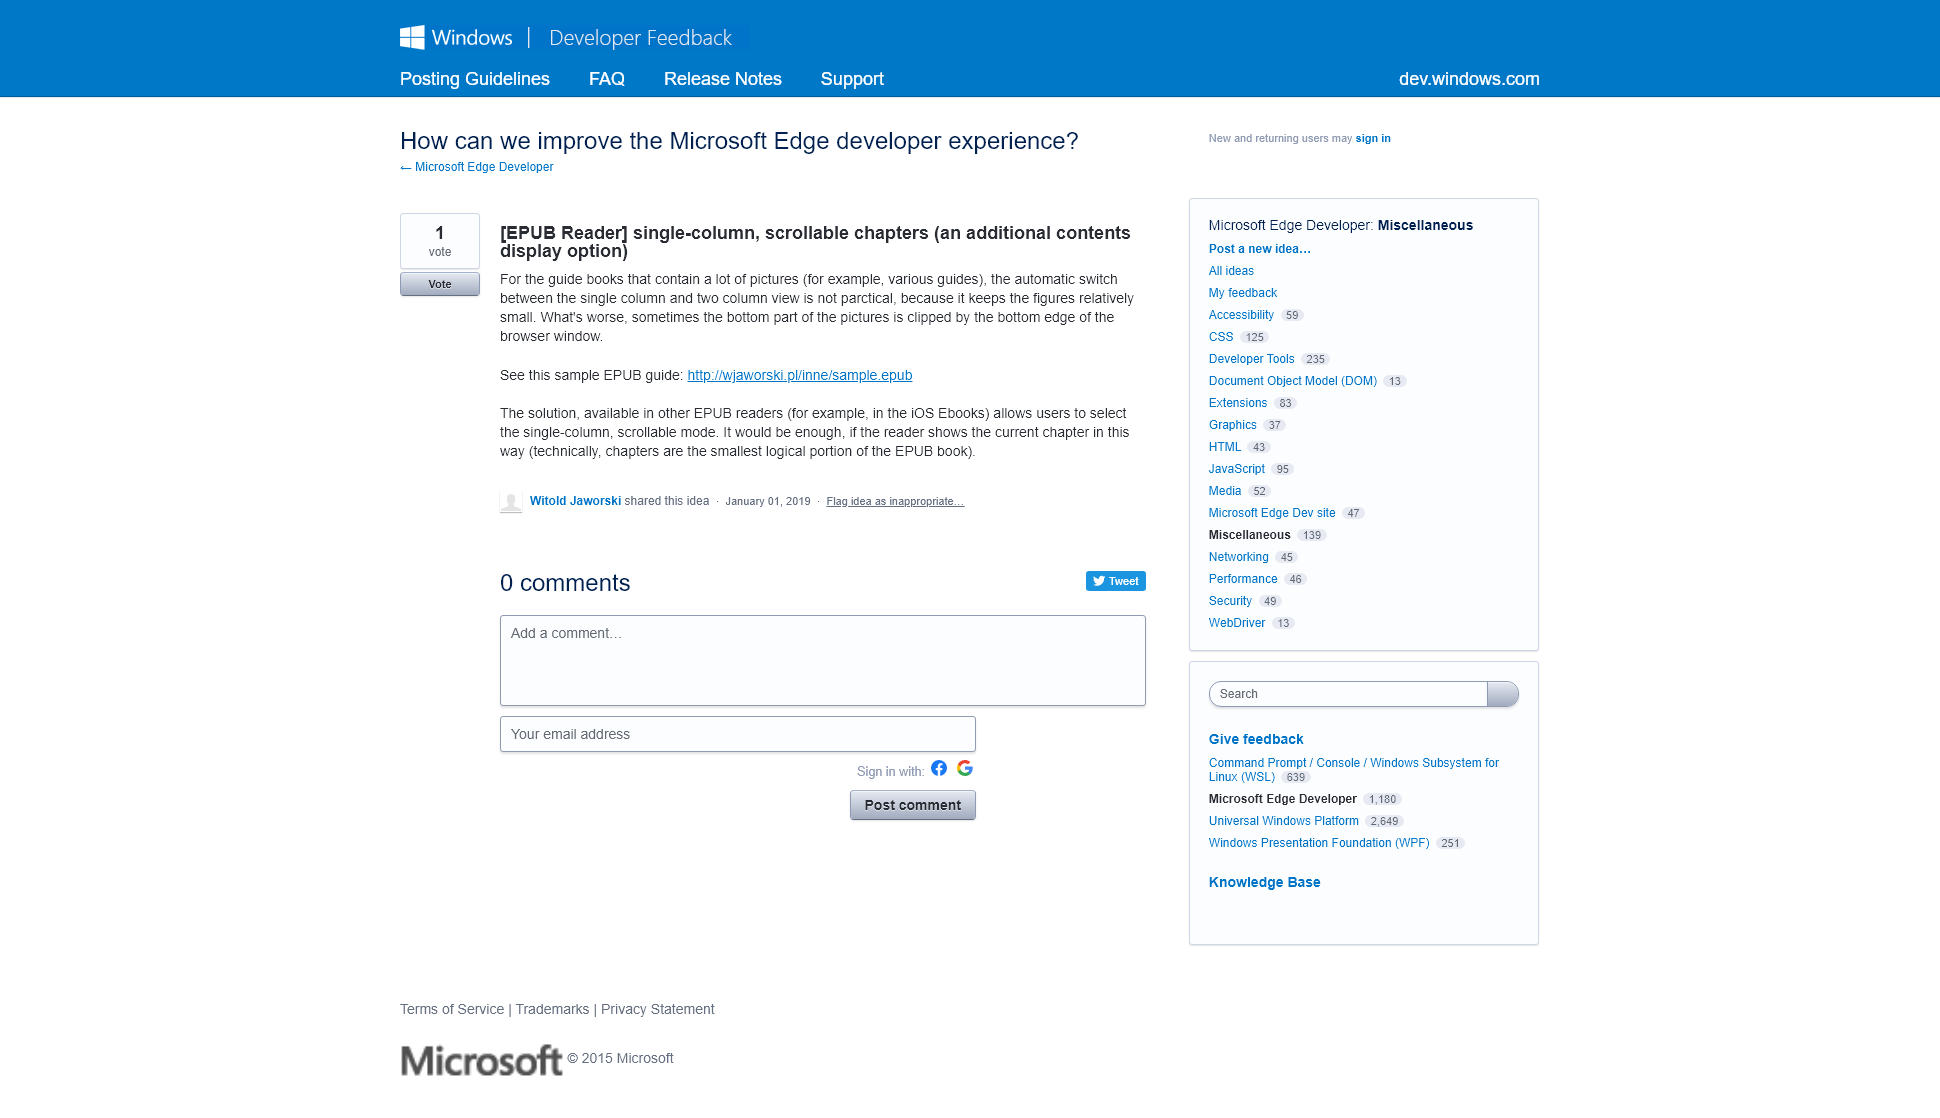 Windows | Developer Feedback
Posting Guidelines FAQ Release Notes Support dev.windows.com
How can we improve the Microsoft Edge developer experience?
← Microsoft Edge Developer
New and returning users may sign in
1
vote
Vote
[EPUB Reader] single-column, scrollable chapters (an additional contents
display option)
For the guide books that contain a lot of pictures (for example, various guides), the automatic switch
between the single column and two column view is not parctical, because it keeps the figures relatively
small. What's worse, sometimes the bottom part of the pictures is clipped by the bottom edge of the
browser window.
See this sample EPUB guide: http://wjaworski.pl/inne/sample.epub
The solution, available in other EPUB readers (for example, in the iOS Ebooks) allows users to select
the single-column, scrollable mode. It would be enough, if the reader shows the current chapter in this
way (technically, chapters are the smallest logical portion of the EPUB book).
Witold Jaworski shared this idea · January 01, 2019 · Flag idea as inappropriate…
0 comments
Tweet
Add a comment…
Your email address
Sign in with:
Post comment
Microsoft Edge Developer: Miscellaneous
Post a new idea…
All ideas
My feedback
Accessibility 59
CSS 125
Developer Tools 235
Document Object Model (DOM) 13
Extensions 83
Graphics 37
HTML 43
JavaScript 95
Media 52
Microsoft Edge Dev site 47
Miscellaneous 139
Networking 45
Performance 46
Security 49
WebDriver 13
Search
Give feedback
Command Prompt / Console / Windows Subsystem for
Linux (WSL) 639
Microsoft Edge Developer 1,180
Universal Windows Platform 2,649
Windows Presentation Foundation (WPF) 251
Knowledge Base
Terms of Service | Trademarks | Privacy Statement
Microsoft © 2015 Microsoft